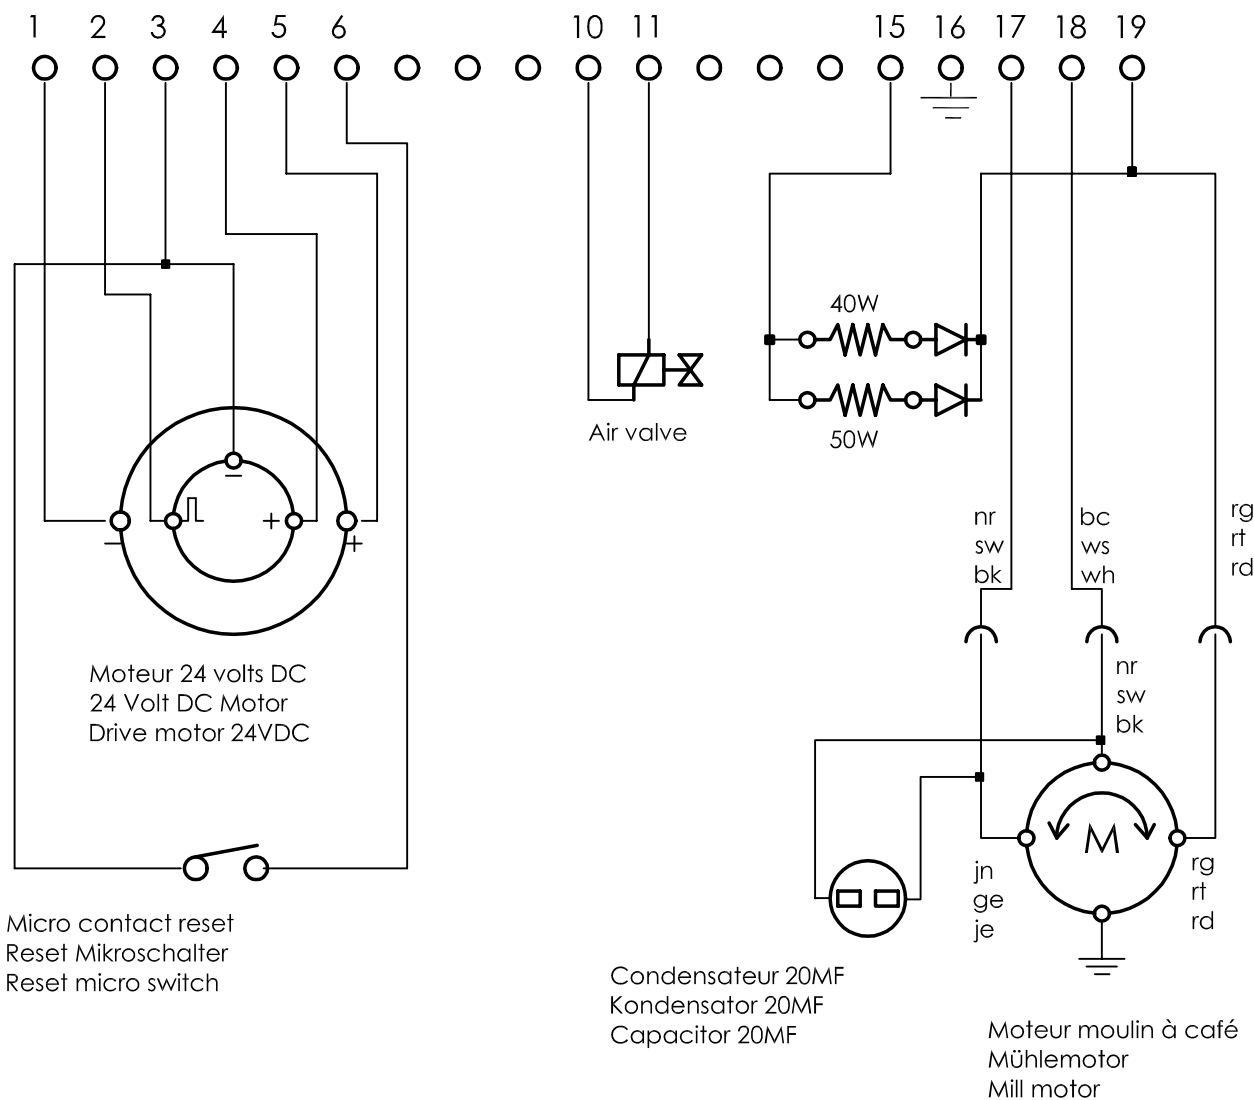 1 2 3 4 5 6 10 11 15 16 17 18 19
40W
50W
Air valve
nr
sw
bk
bc
ws
wh
rg
rt
rd
nr
sw
bk
Moteur 24 volts DC
24 Volt DC Motor
Drive motor 24VDC
M
jn
ge
je
rg
rt
rd
Micro contact reset
Reset Mikroschalter
Reset micro switch
Condensateur 20MF
Kondensator 20MF
Capacitor 20MF
Moteur moulin à café
Mühlemotor
Mill motor